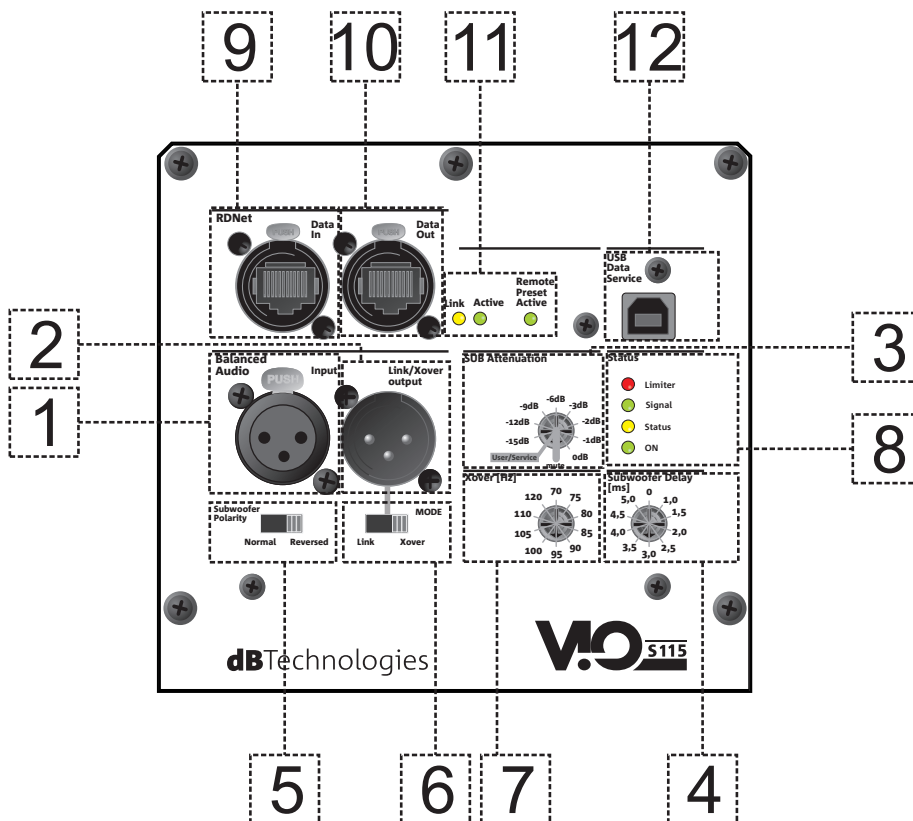 9 10 11 12
RDNet
Data In
PUSH
Data Out
PUSH
Link Active
Remote Preset Active
USB Data Service
2
1
3
8
Balanced Audio
Input
PUSH
Link/Xover output
SUB Attenuation
-6dB
-9dB -3dB
-12dB -2dB
-15dB -1dB
User/Service 0dB
mute
Status
Limiter
Signal
Status
ON
Subwoofer Polarity
Normal Reversed
MODE
Link Xover
Xover [Hz]
120 70 75
110 80
105 85
100 95 90
Subwoofer Delay [ms]
5,0 0 1,0
4,5 1,5
4,0 2,0
3,5 3,0 2,5
dBTechnologies
VIO S115
5 6 7 4